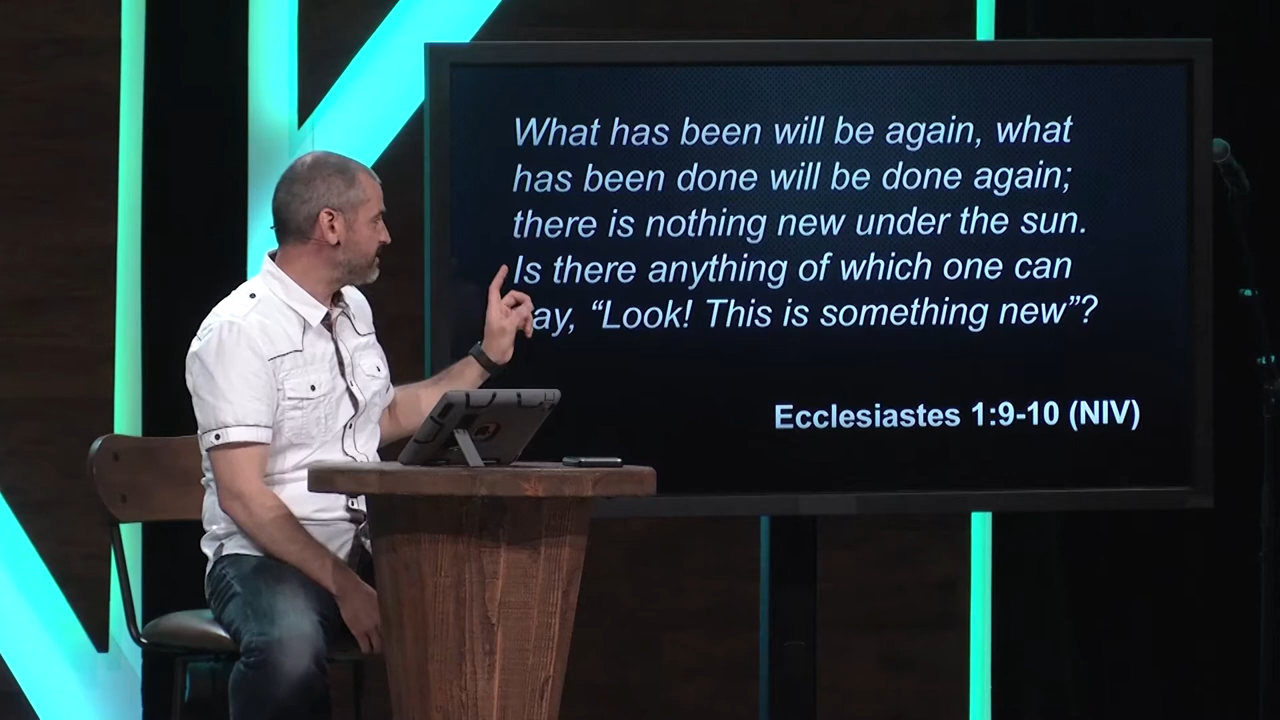 What has been will be again, what
has been done will be done again;
there is nothing new under the sun.
Is there anything of which one can
ay, “Look! This is something new”?
Ecclesiastes 1:9-10 (NIV)